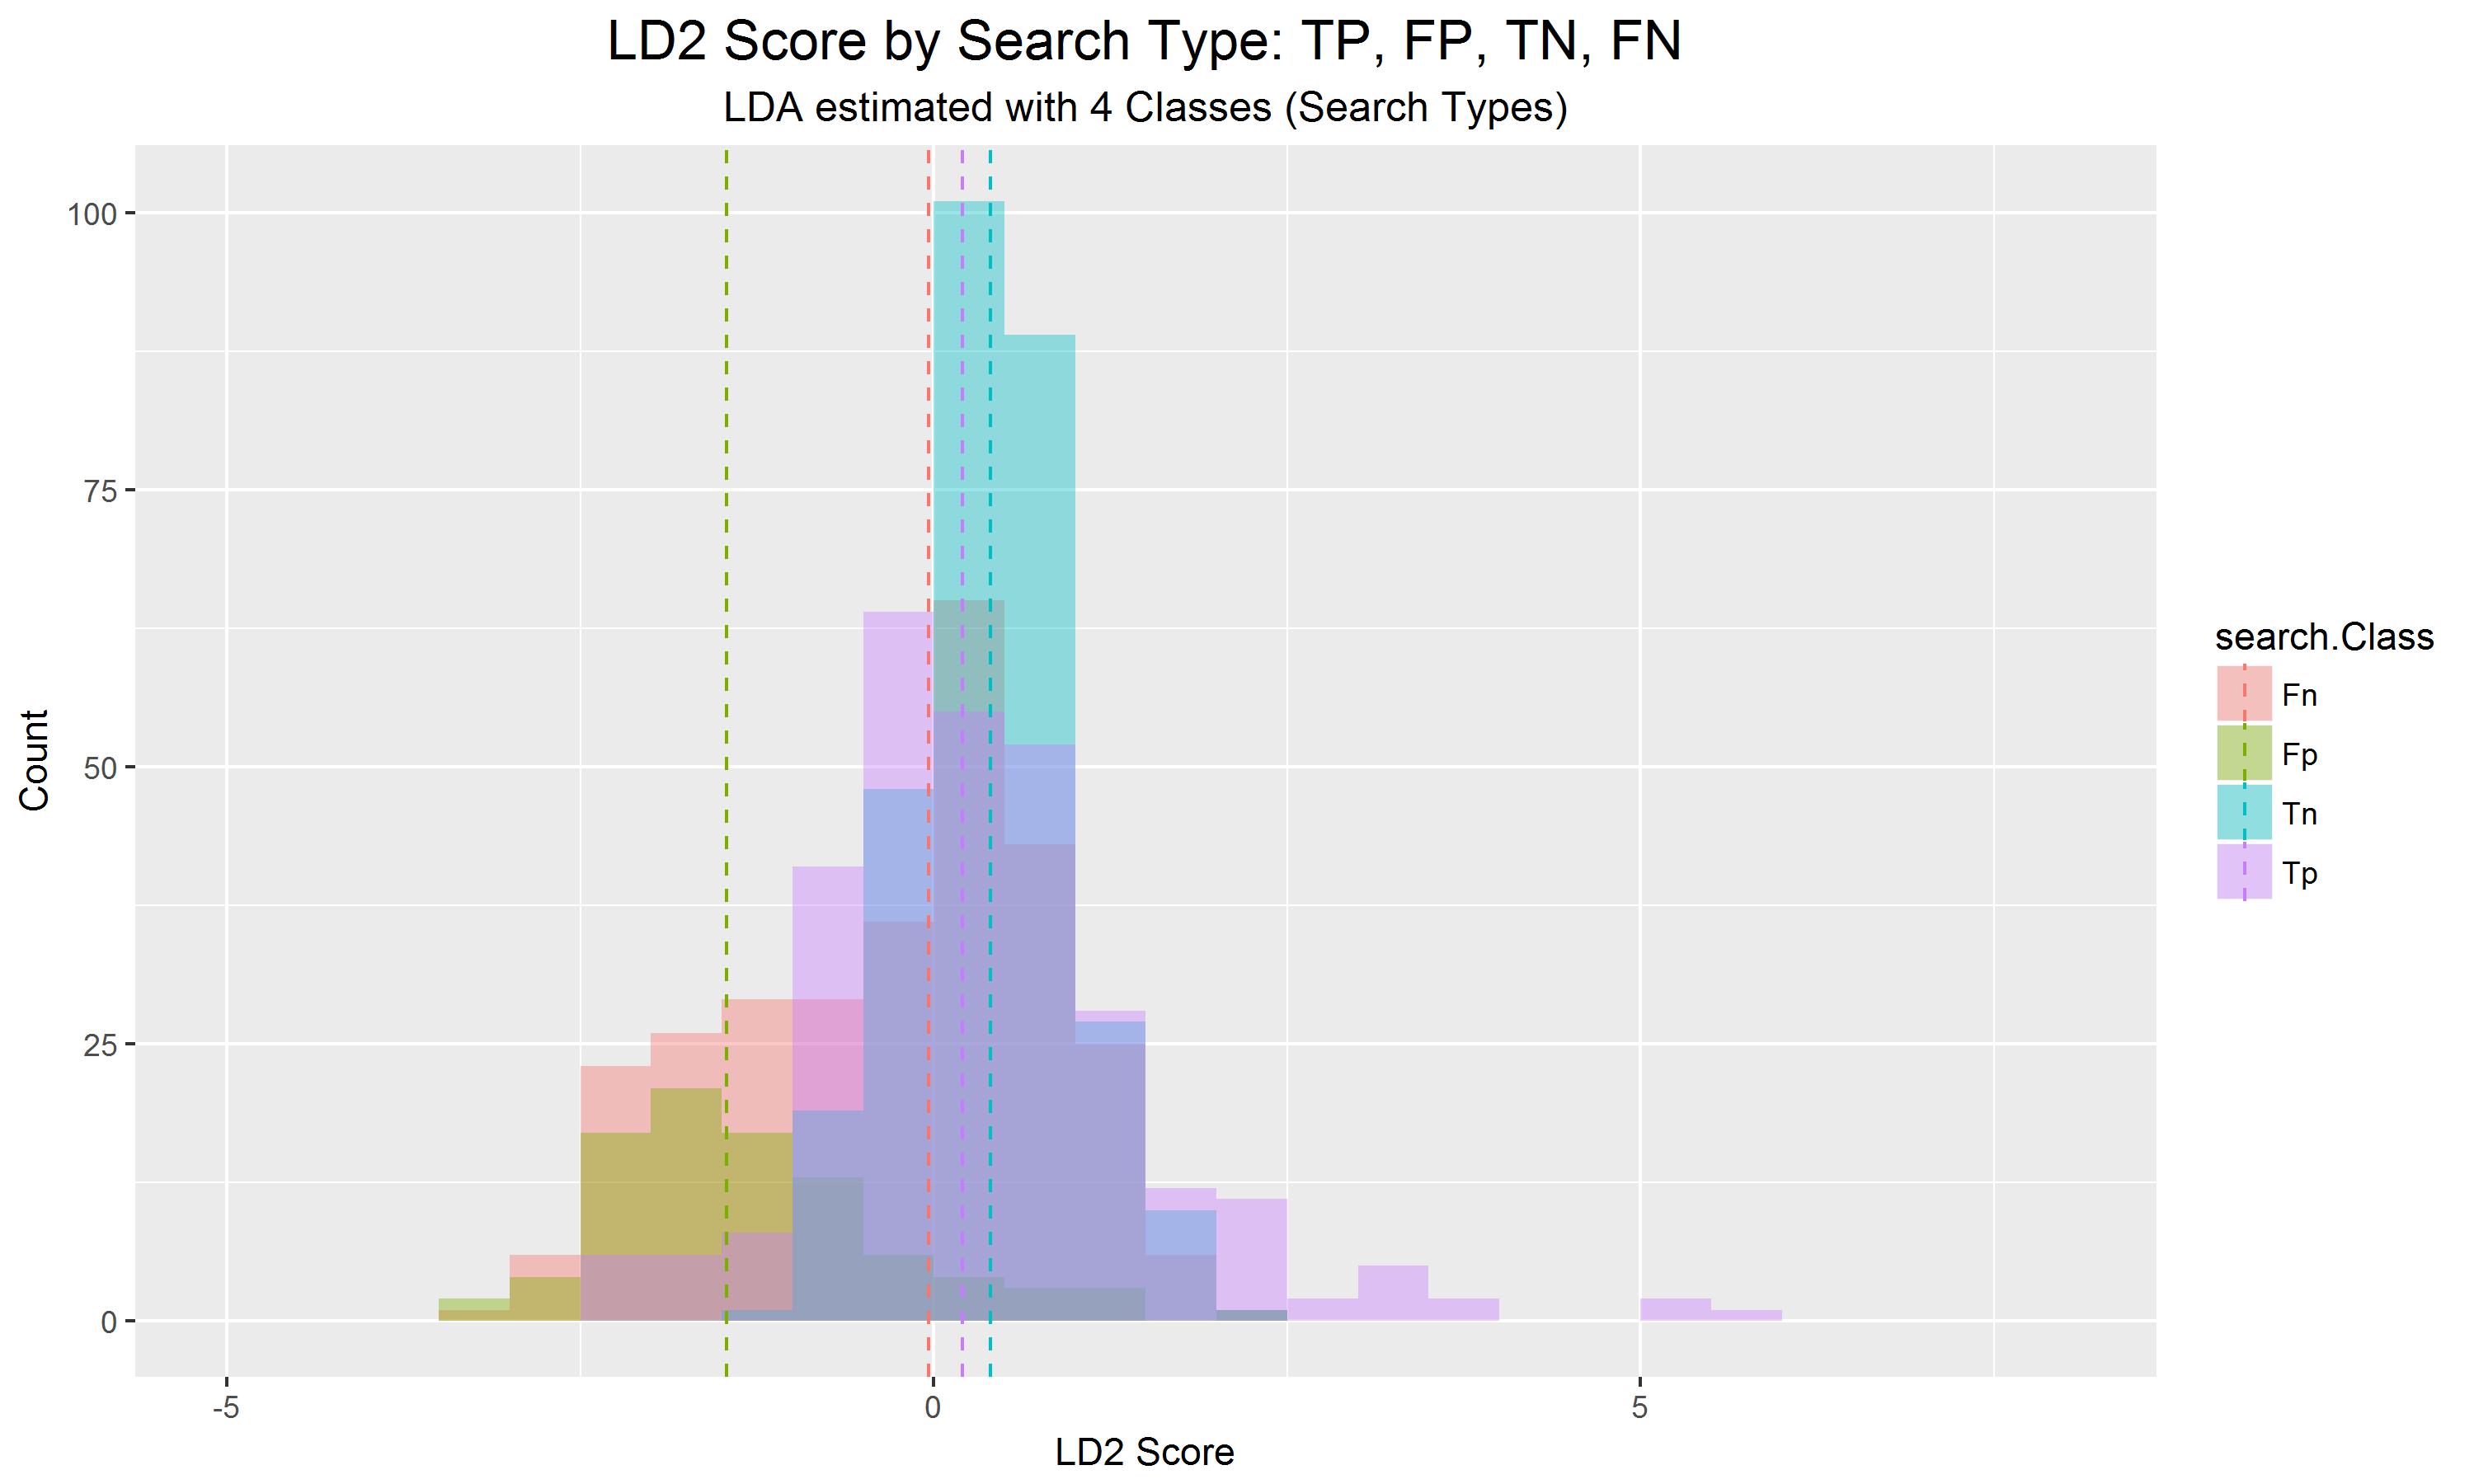 LD2 Score by Search Type: TP, FP, TN, FN
LDA estimated with 4 Classes (Search Types)
100
75
50
25
0
Count
-5
0
5
LD2 Score
search.Class
Fn
Fp
Tn
Tp